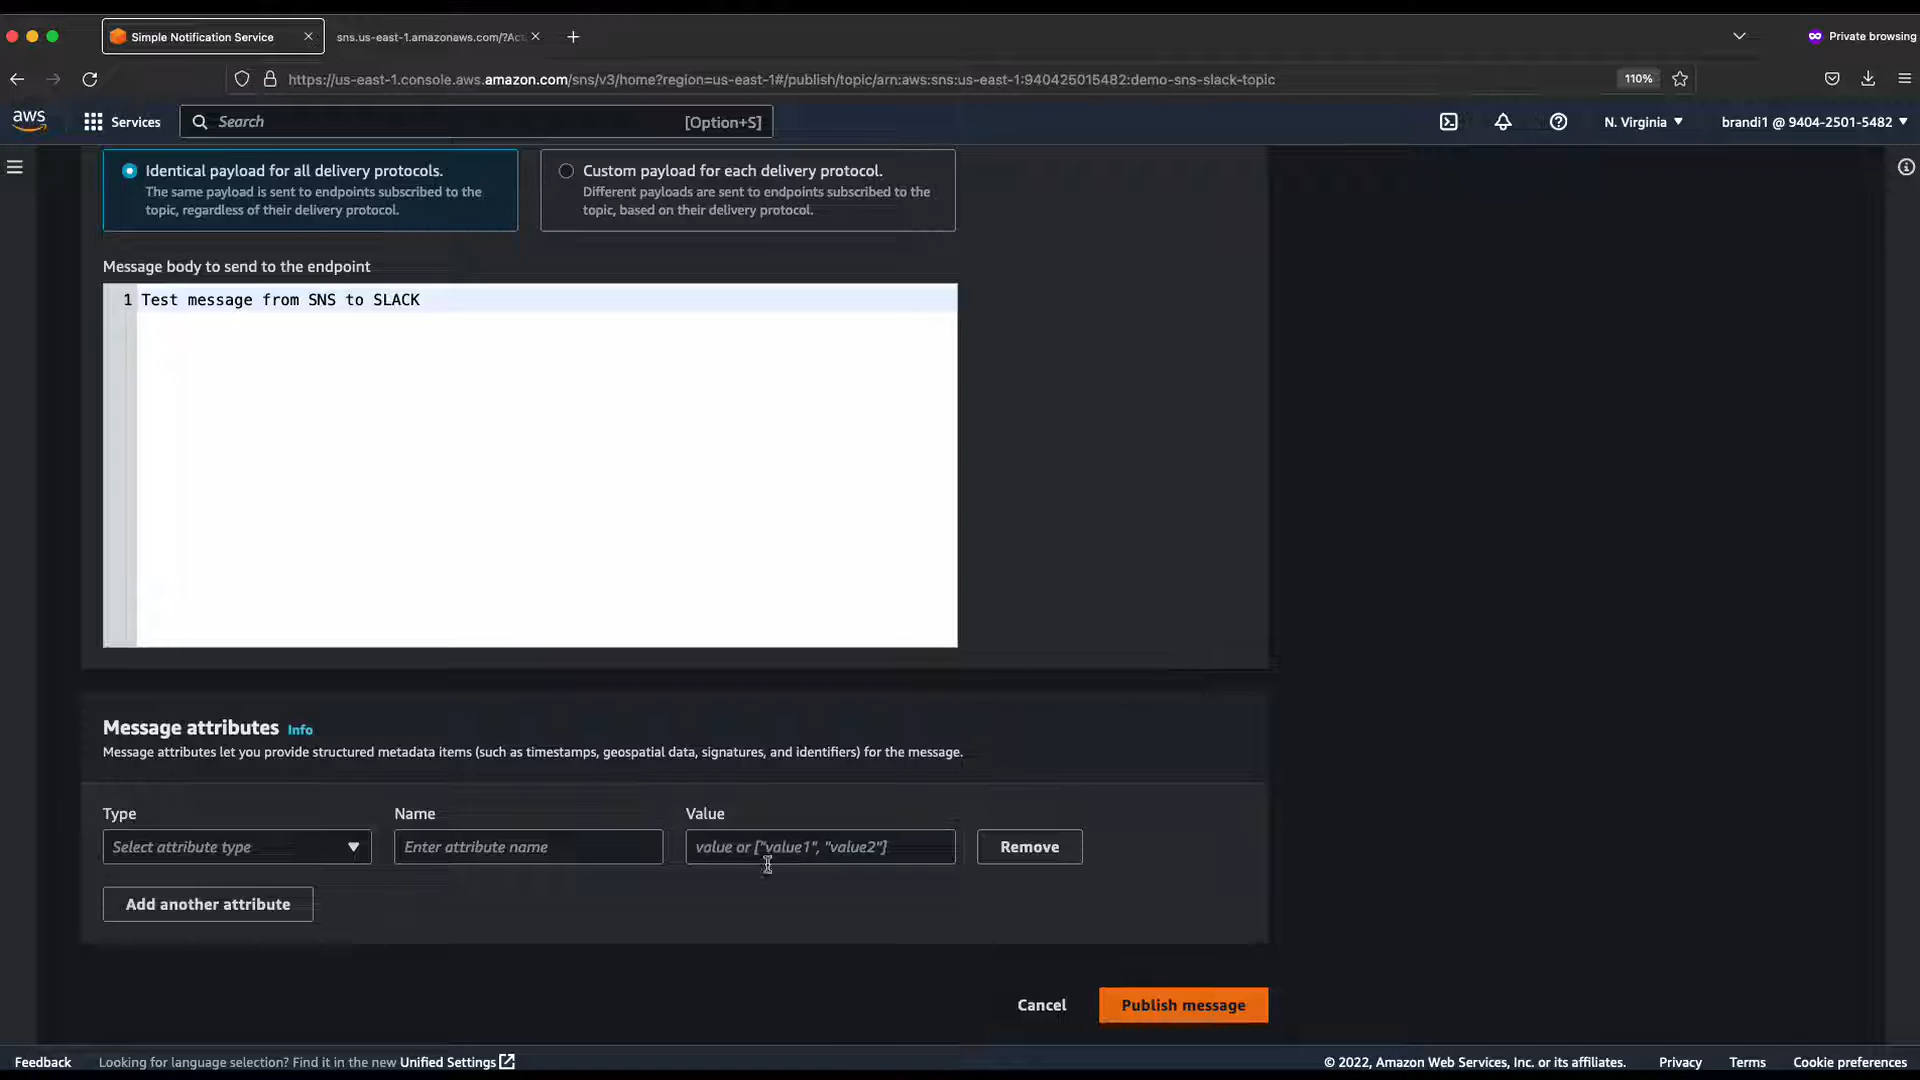 Simple Notification Service
sns.us-east-1.amazonaws.com/?Act
Private browsing
https://us-east-1.console.aws.amazon.com/sns/v3/home?region=us-east-1#/publish/topic/arn:aws:sns:us-east-1:940425015482:demo-sns-slack-topic
110%
aws
Services
Search
[Option+S]
N. Virginia
brandi1 @ 9404-2501-5482
Identical payload for all delivery protocols.
The same payload is sent to endpoints subscribed to the
topic, regardless of their delivery protocol.
Custom payload for each delivery protocol.
Different payloads are sent to endpoints subscribed to the
topic, based on their delivery protocol.
Message body to send to the endpoint
1 Test message from SNS to SLACK
Message attributes Info
Message attributes let you provide structured metadata items (such as timestamps, geospatial data, signatures, and identifiers) for the message.
Type
Name
Value
Select attribute type
Enter attribute name
value or ["value1", "value2"]
Remove
Add another attribute
Cancel
Publish message
Feedback
Looking for language selection? Find it in the new Unified Settings
© 2022, Amazon Web Services, Inc. or its affiliates.
Privacy
Terms
Cookie preferences